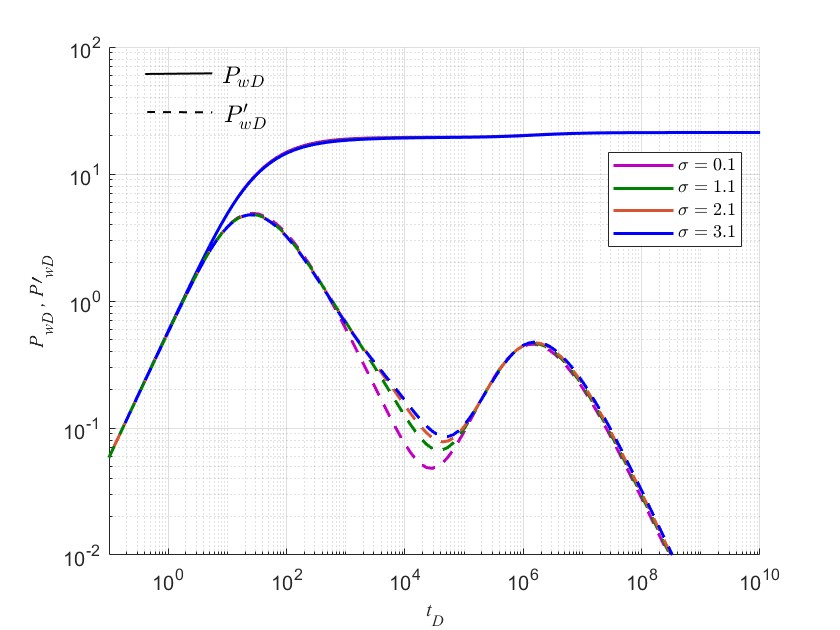 10^2
10^1
10^0
10^-1
10^-2
P_wD
P'_wD
σ = 0.1
σ = 1.1
σ = 2.1
σ = 3.1
P_wD, P'_wD
10^0 10^2 10^4 10^6 10^8 10^10
t_D